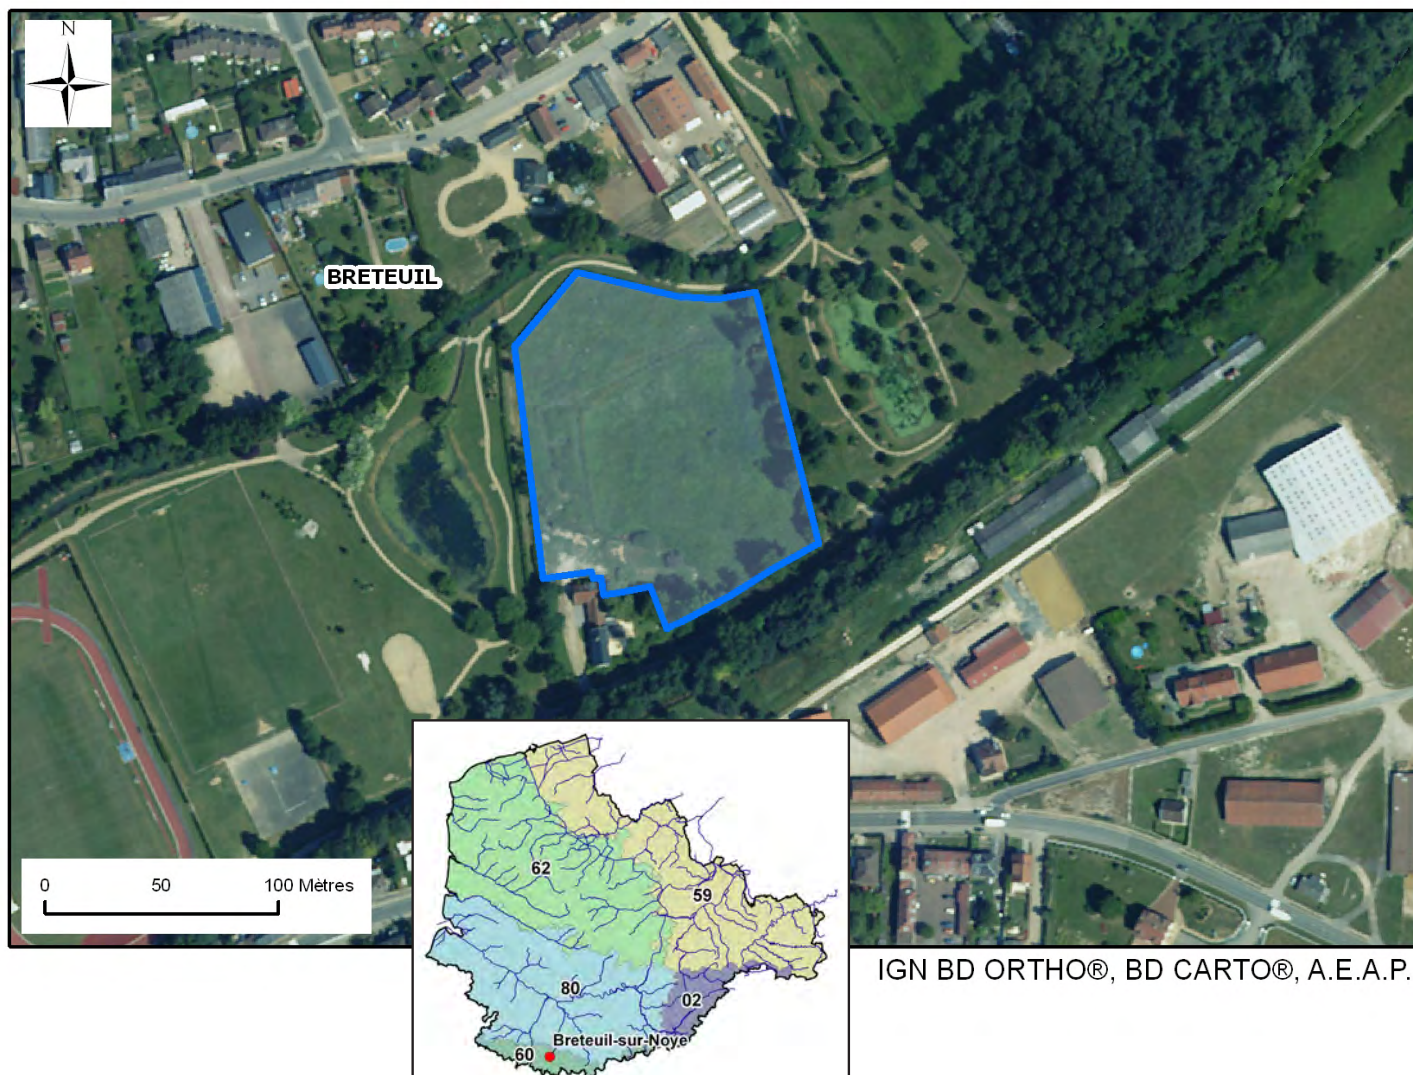 N
BRETEUIL
0 50 100 Mètres
62
59
80
02
60
Breteuil-sur-Noye
IGN BD ORTHO®, BD CARTO®, A.E.A.P.